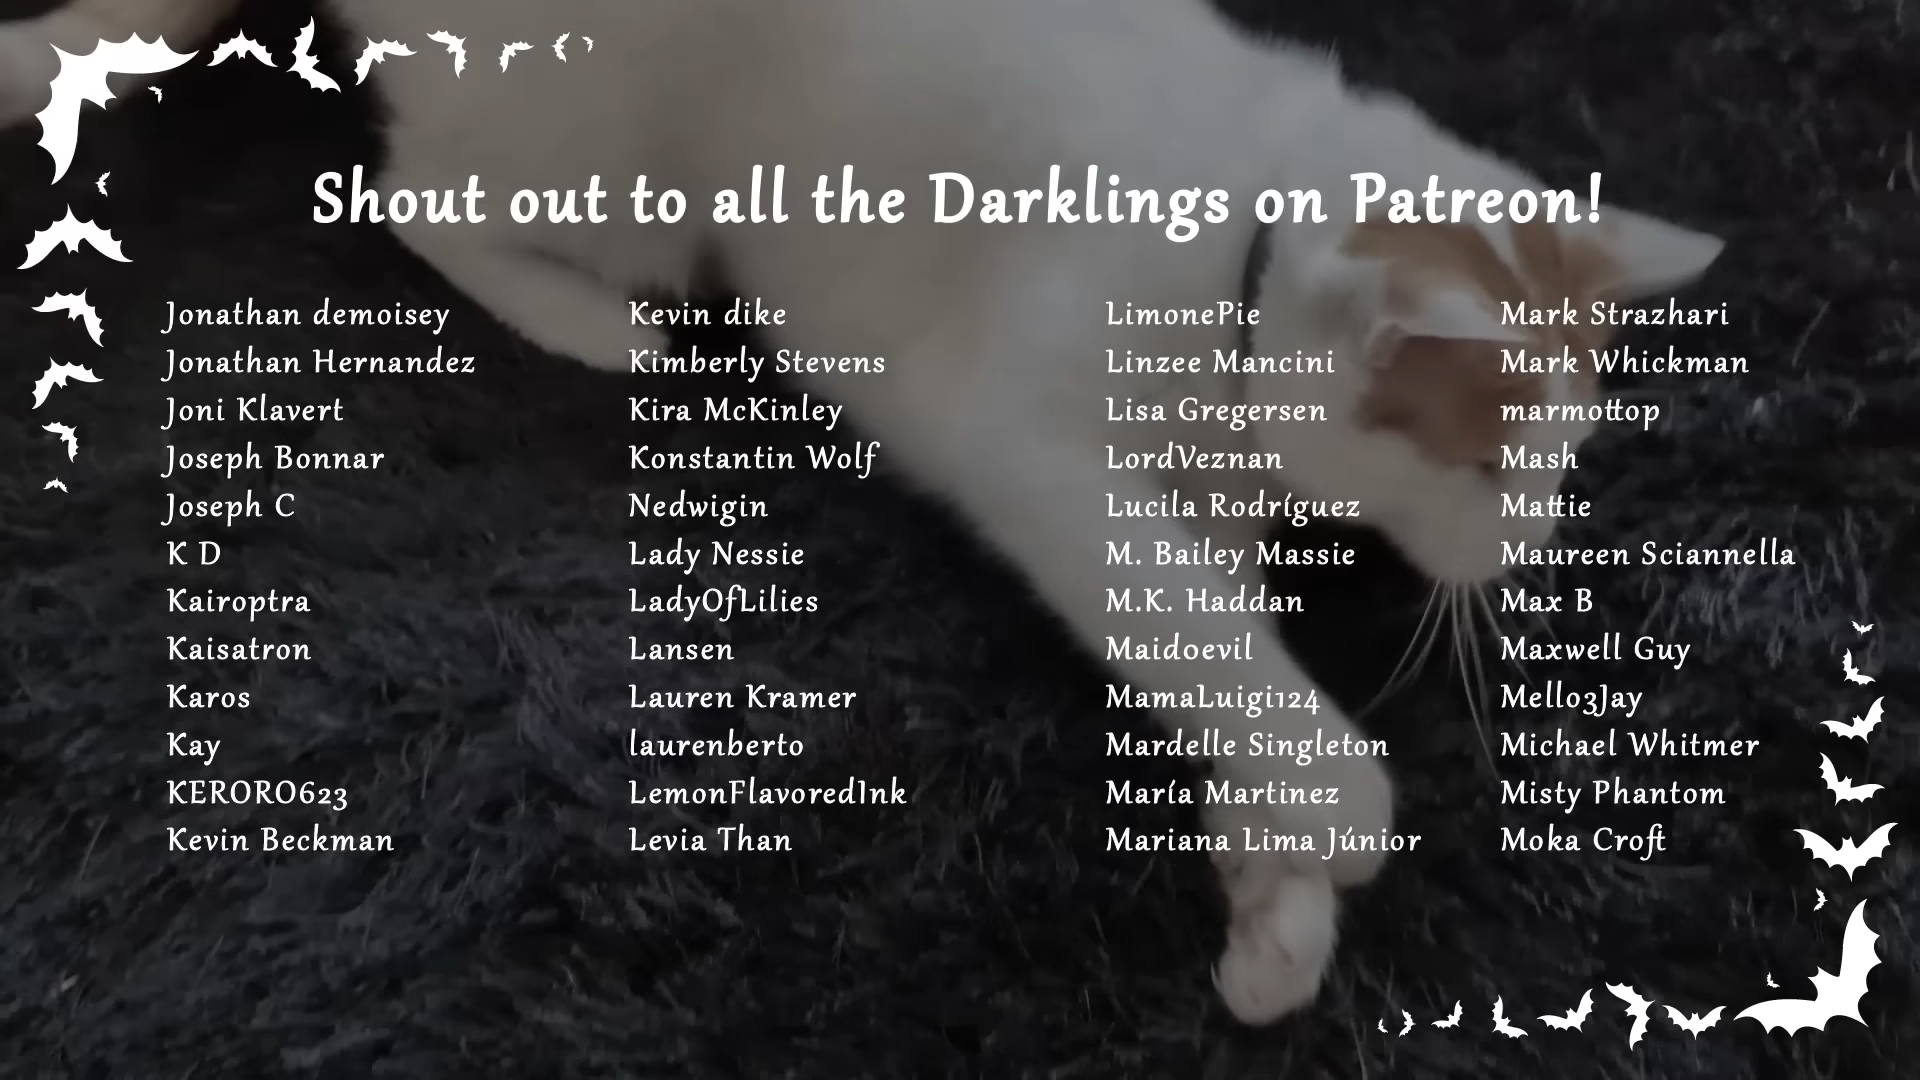 Shout out to all the Darklings on Patreon!
Jonathan demoisey
Jonathan Hernandez
Joni Klavert
Joseph Bonnar
Joseph C
K D
Kairoptra
Kaisatron
Karos
Kay
KERORO623
Kevin Beckman
Kevin dike
Kimberly Stevens
Kira McKinley
Konstantin Wolf
Nedwigin
Lady Nessie
LadyOfLilies
Lansen
Lauren Kramer
laurenberto
LemonFlavoredInk
Levia Than
LimonePie
Linzee Mancini
Lisa Gregersen
LordVeznan
Lucila Rodríguez
M. Bailey Massie
M.K. Haddan
Maidoevil
MamaLuigi124
Mardelle Singleton
María Martinez
Mariana Lima Júnior
Mark Strazhari
Mark Whickman
marmottop
Mash
Mattie
Maureen Sciannella
Max B
Maxwell Guy
Mello3Jay
Michael Whitmer
Misty Phantom
Moka Croft